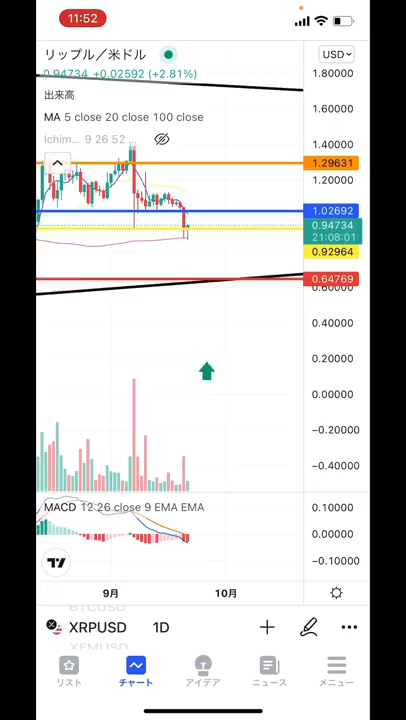 11:52
リップル／米ドル
USD
0.94734 +0.02592 (+2.81%)
1.80000
出来高
1.60000
MA 5 close 20 close 100 close
Ichim... 9 26 52 ...
1.40000
1.29631
1.20000
1.02692
0.94734
21:08:01
0.92964
0.64769
0.60000
0.40000
0.20000
0.00000
−0.20000
−0.40000
MACD 12 26 close 9 EMA EMA
0.10000
0.00000
−0.10000
9月
10月
BTCUSD
XRPUSD 1D
XEMUSD
リスト
チャート
アイデア
ニュース
メニュー